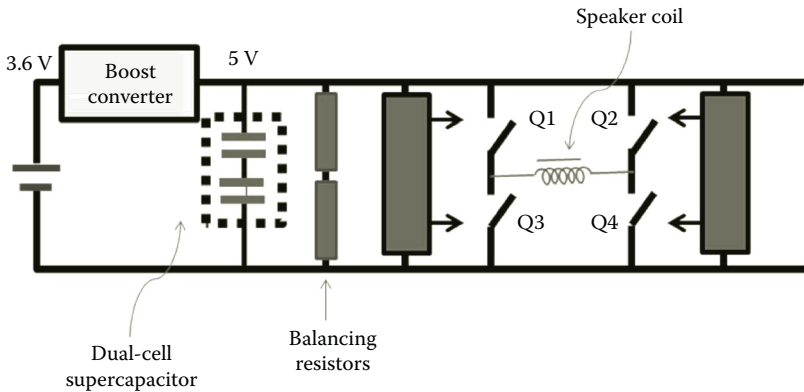 Speaker coil
3.6 V
Boost
converter
5 V
Q1
Q2
Q3
Q4
Balancing
resistors
Dual-cell
supercapacitor